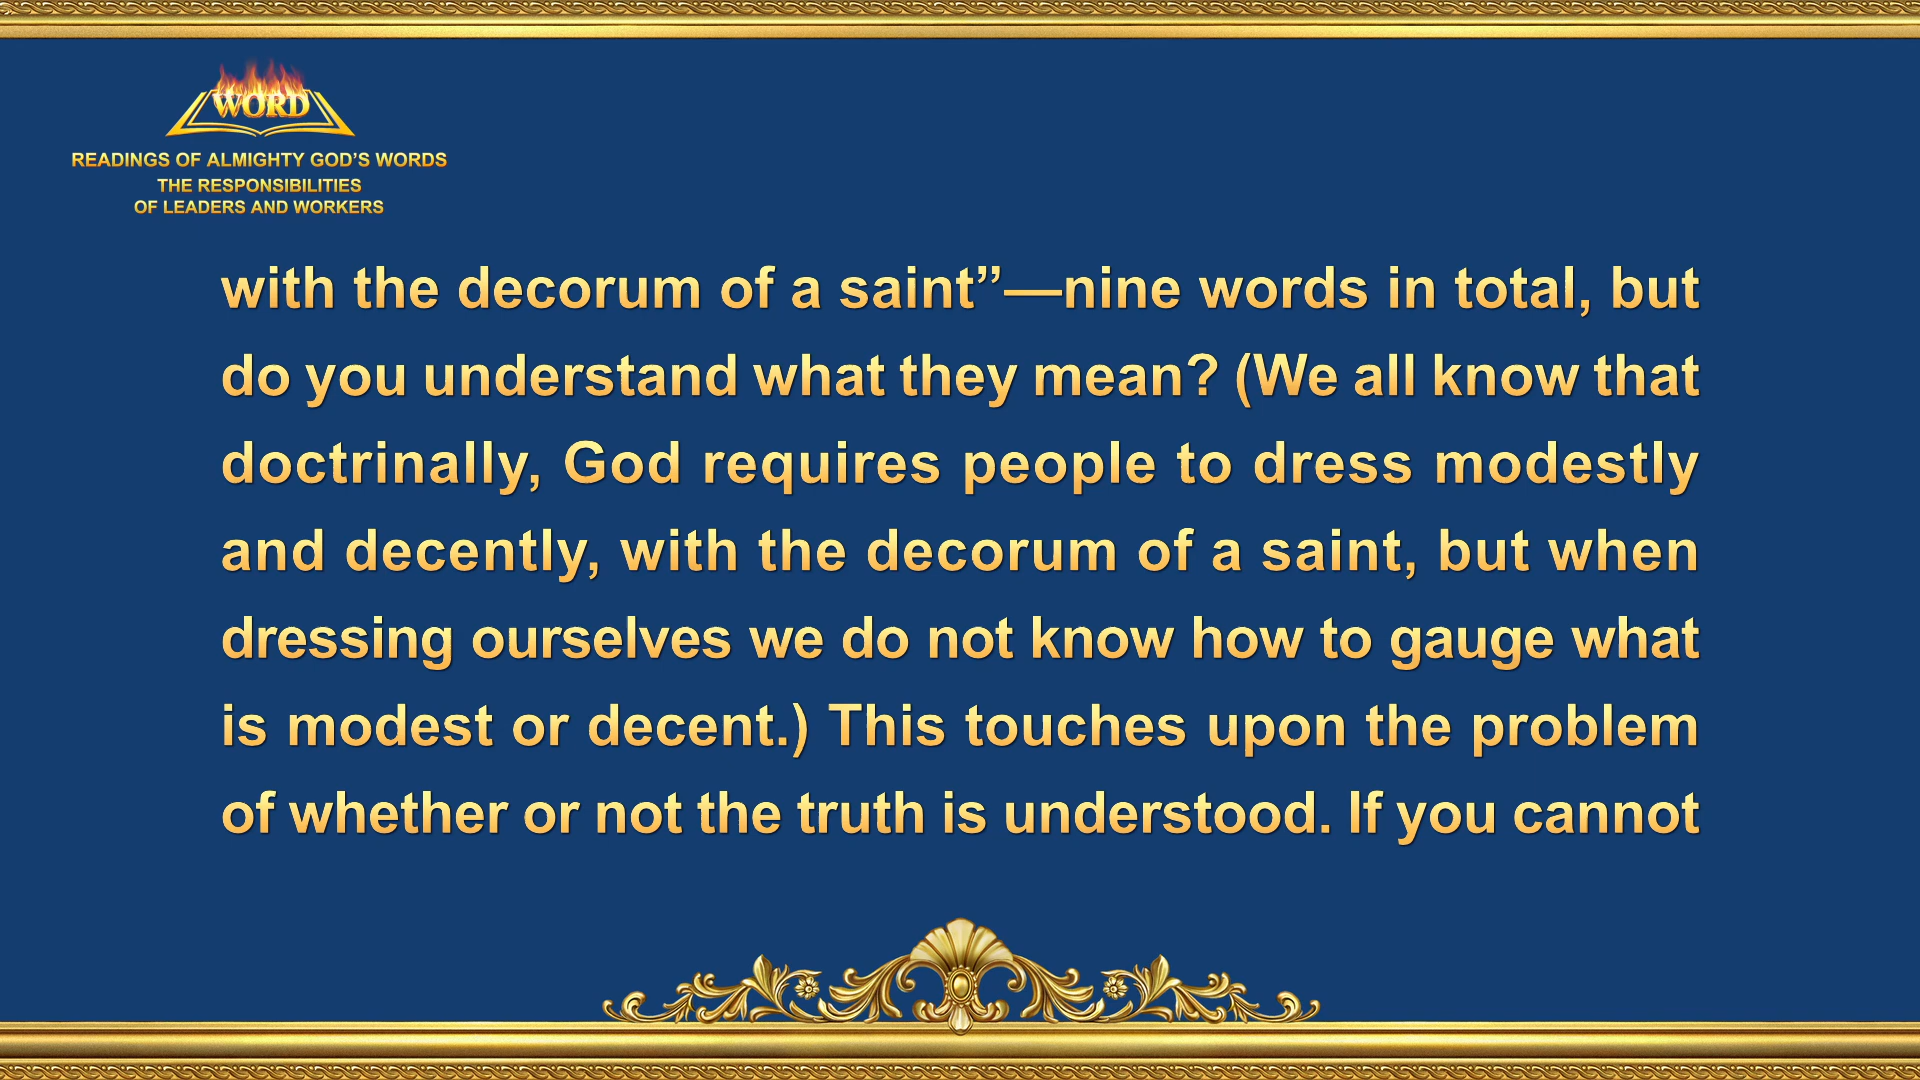 WORD
READINGS OF ALMIGHTY GOD’S WORDS
THE RESPONSIBILITIES
OF LEADERS AND WORKERS
with the decorum of a saint”—nine words in total, but
do you understand what they mean? (We all know that
doctrinally, God requires people to dress modestly
and decently, with the decorum of a saint, but when
dressing ourselves we do not know how to gauge what
is modest or decent.) This touches upon the problem
of whether or not the truth is understood. If you cannot